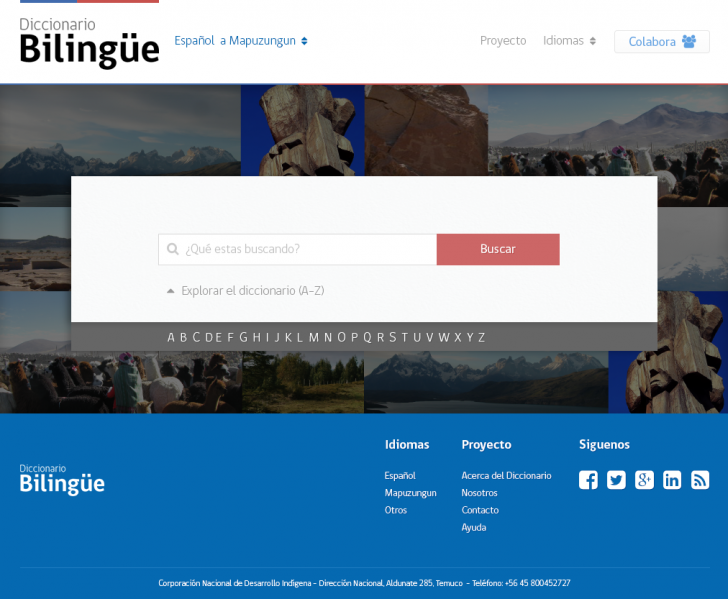 Diccionario
Bilingüe
Español a Mapuzungun
Proyecto
Idiomas
Colabora
¿Qué estas buscando?
Buscar
Explorar el diccionario (A-Z)
A B C D E F G H I J K L M N O P Q R S T U V W X Y Z
Diccionario
Bilingüe
Idiomas
Español
Mapuzungun
Otros
Proyecto
Acerca del Diccionario
Nosotros
Contacto
Ayuda
Siguenos
Corporación Nacional de Desarrollo Indígena - Dirección Nacional, Aldunate 285, Temuco - Teléfono: +56 45 800452727